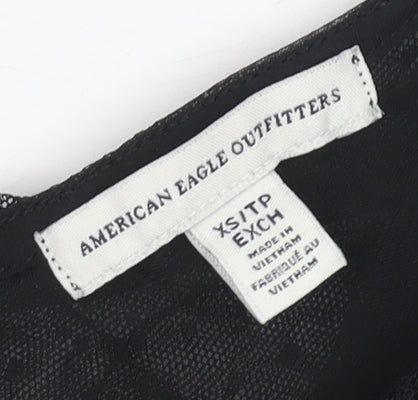 AMERICAN EAGLE OUTFITTERS
XS/TP
EXCH
MADE IN
VIETNAM
FABRIQUÉ AU
VIETNAM